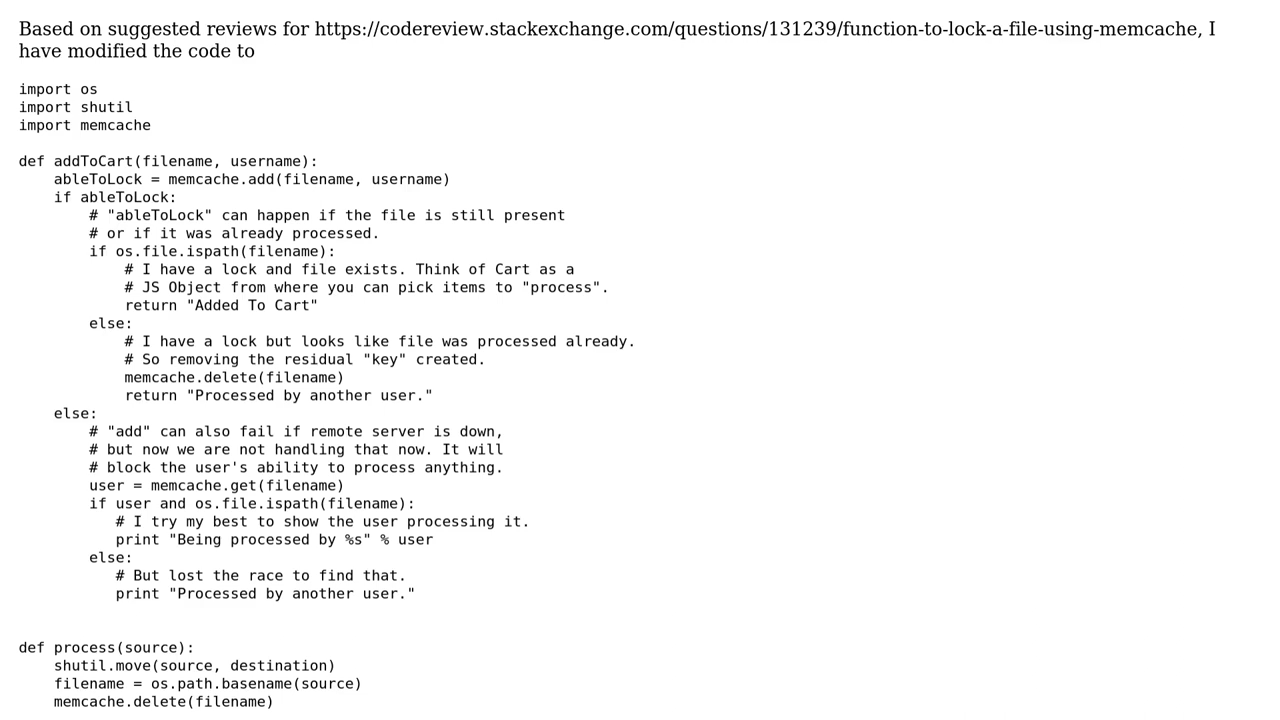 Based on suggested reviews for https://codereview.stackexchange.com/questions/131239/function-to-lock-a-file-using-memcache, I
have modified the code to
import os
import shutil
import memcache
def addToCart(filename, username):
    ableToLock = memcache.add(filename, username)
    if ableToLock:
        # "ableToLock" can happen if the file is still present
        # or if it was already processed.
        if os.file.ispath(filename):
            # I have a lock and file exists. Think of Cart as a
            # JS Object from where you can pick items to "process".
            return "Added To Cart"
        else:
            # I have a lock but looks like file was processed already.
            # So removing the residual "key" created.
            memcache.delete(filename)
            return "Processed by another user."
    else:
        # "add" can also fail if remote server is down,
        # but now we are not handling that now. It will
        # block the user's ability to process anything.
        user = memcache.get(filename)
        if user and os.file.ispath(filename):
           # I try my best to show the user processing it.
           print "Being processed by %s" % user
        else:
           # But lost the race to find that.
           print "Processed by another user."
def process(source):
    shutil.move(source, destination)
    filename = os.path.basename(source)
    memcache.delete(filename)